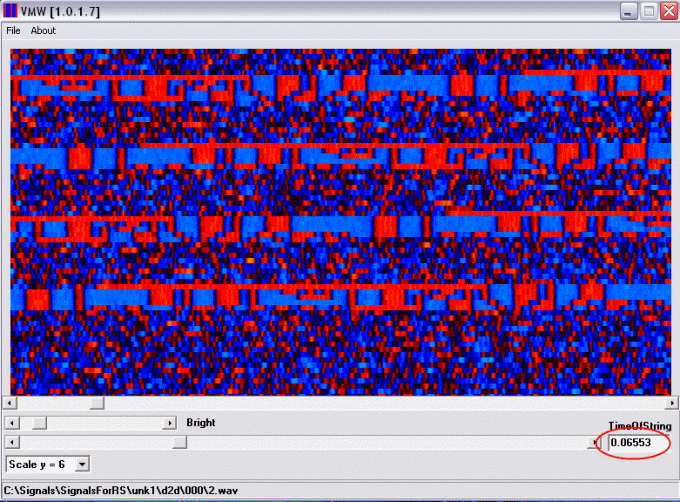 VMW [1.0.1.7]
File About
Bright
TimeOfString
0.06553
Scale y = 6
C:\Signals\SignalsForRS\unk1\d2d\000\2.wav